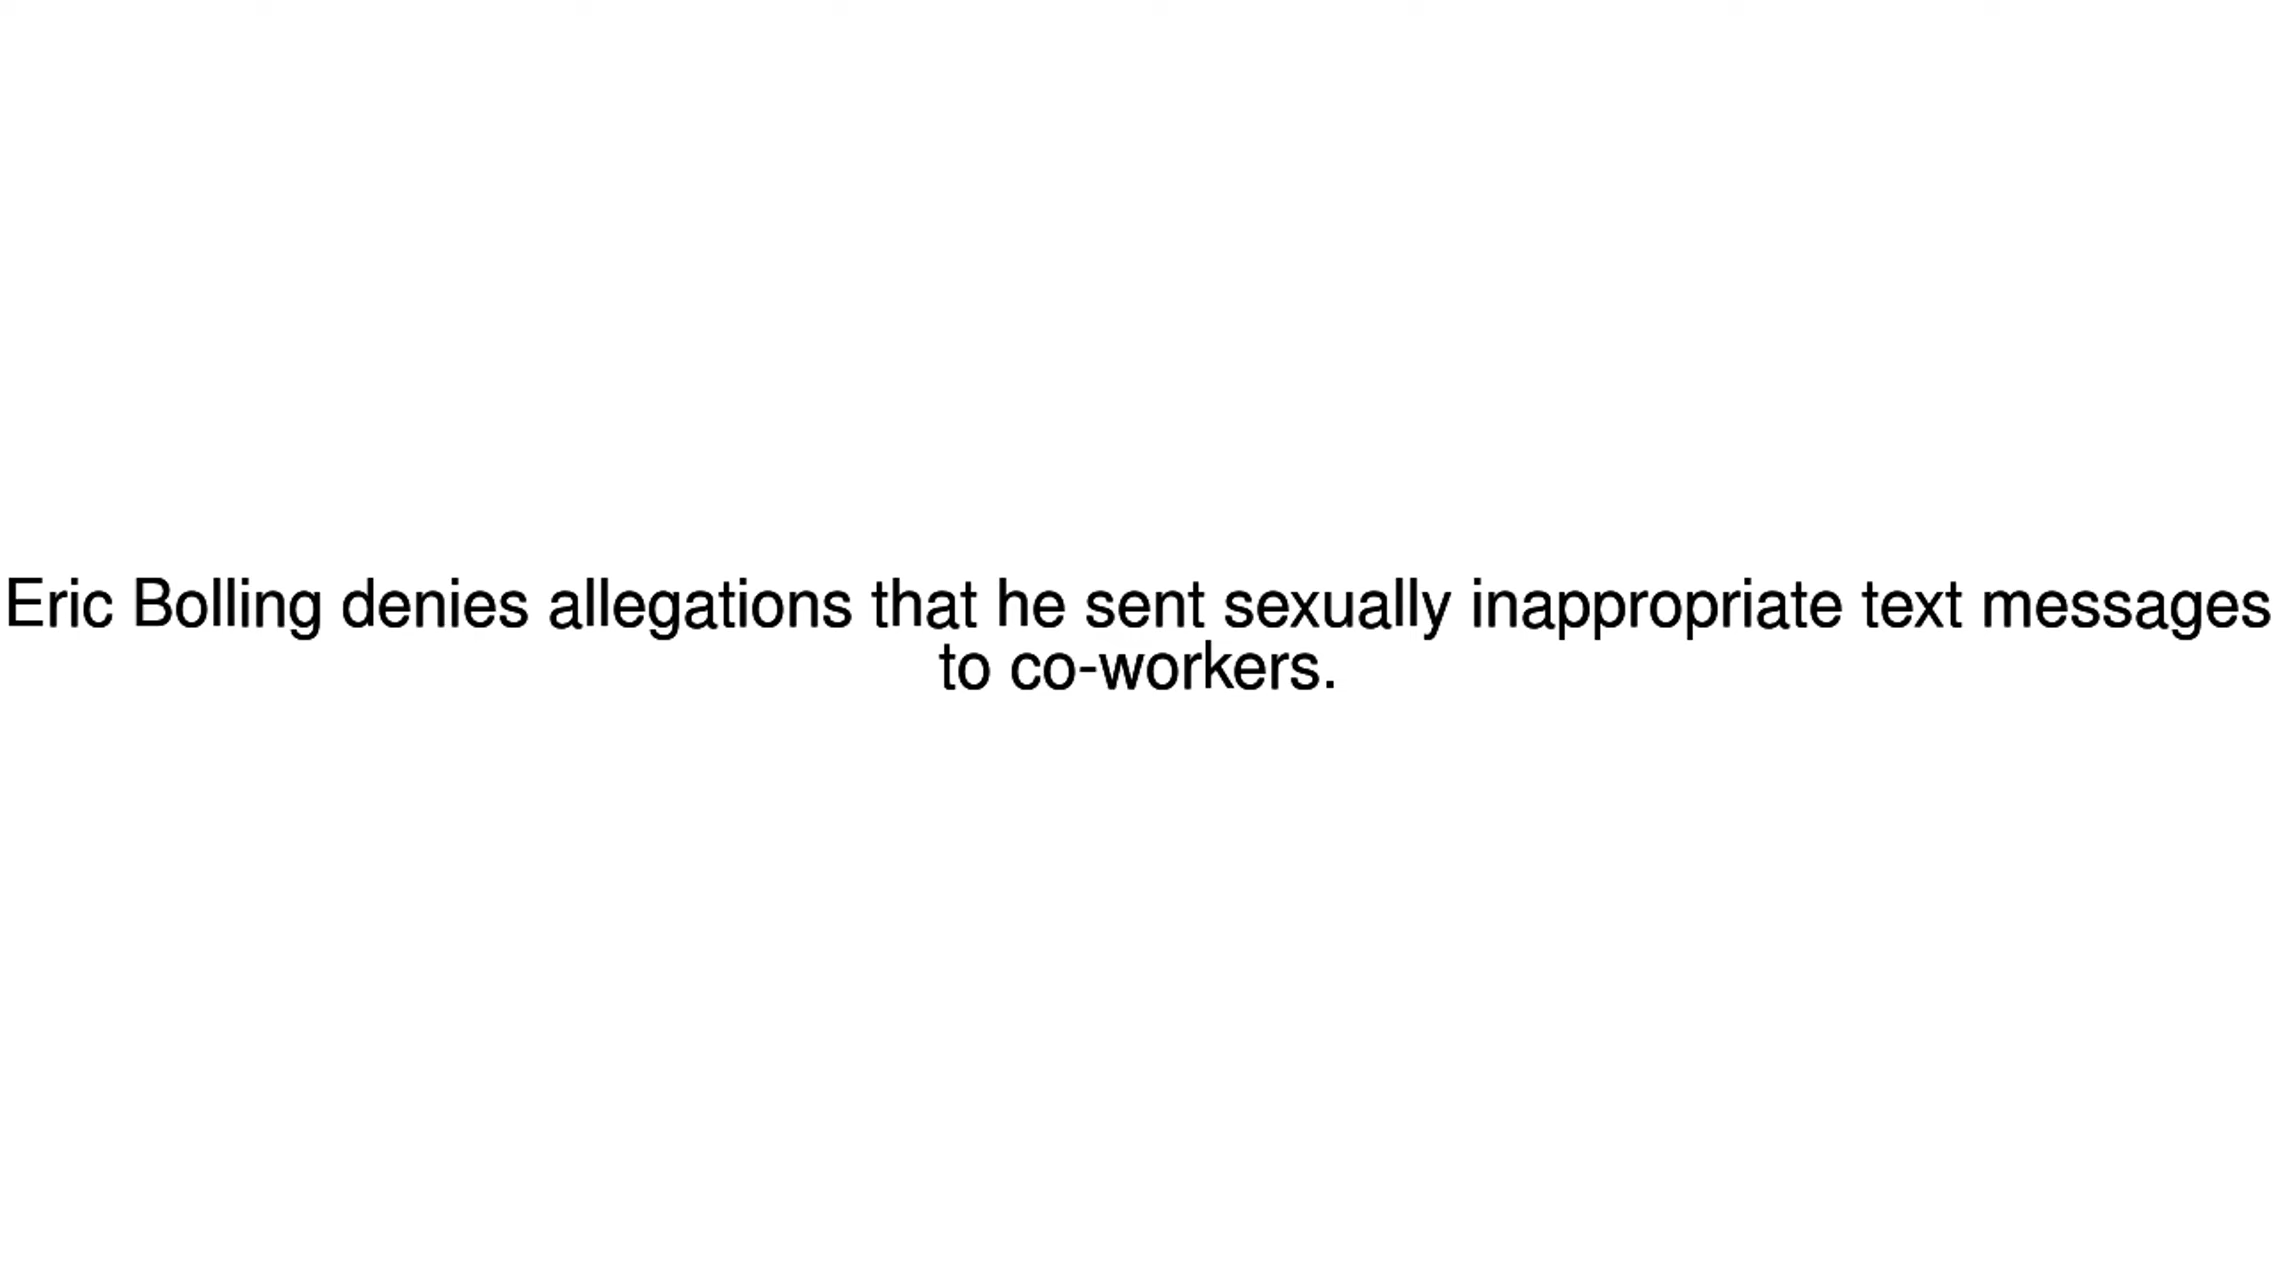 Eric Bolling denies allegations that he sent sexually inappropriate text messages
to co-workers.